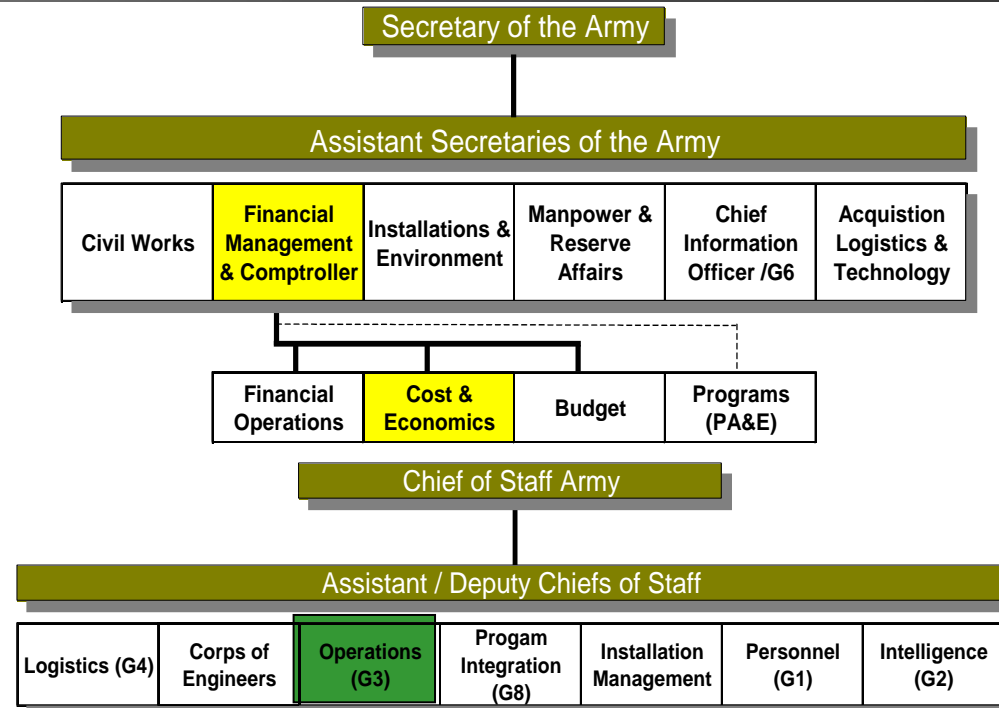 Secretary of the Army
Assistant Secretaries of the Army
Civil Works
Financial
Management
& Comptroller
Installations &
Environment
Manpower &
Reserve
Affairs
Chief
Information
Officer /G6
Acquistion
Logistics &
Technology
Financial
Operations
Cost &
Economics
Budget
Programs
(PA&E)
Chief of Staff Army
Assistant / Deputy Chiefs of Staff
Logistics (G4)
Corps of
Engineers
Operations
(G3)
Progam
Integration
(G8)
Installation
Management
Personnel
(G1)
Intelligence
(G2)